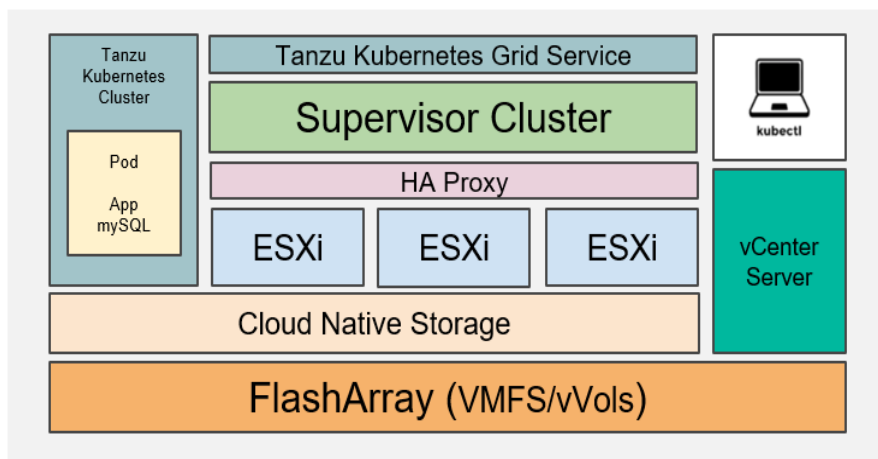 Tanzu
Kubernetes
Cluster
Pod
App
mySQL
Tanzu Kubernetes Grid Service
Supervisor Cluster
HA Proxy
ESXi
ESXi
ESXi
kubectl
vCenter
Server
Cloud Native Storage
FlashArray (VMFS/vVols)